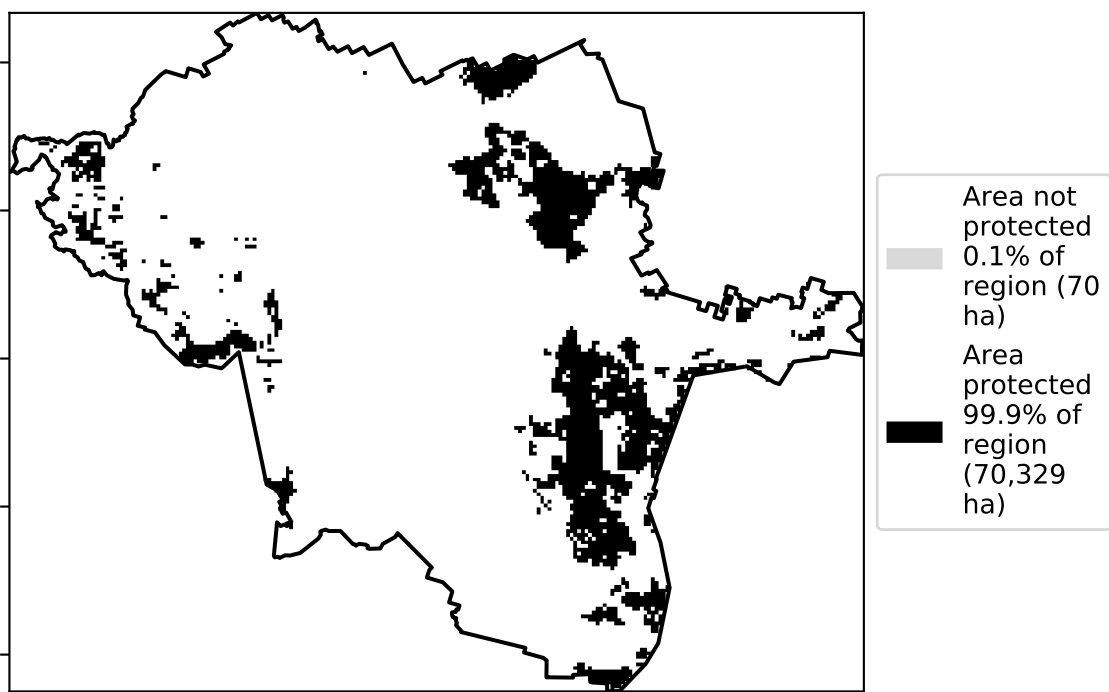 Area not
protected
0.1% of
region (70
ha)
Area
protected
99.9% of
region
(70,329
ha)